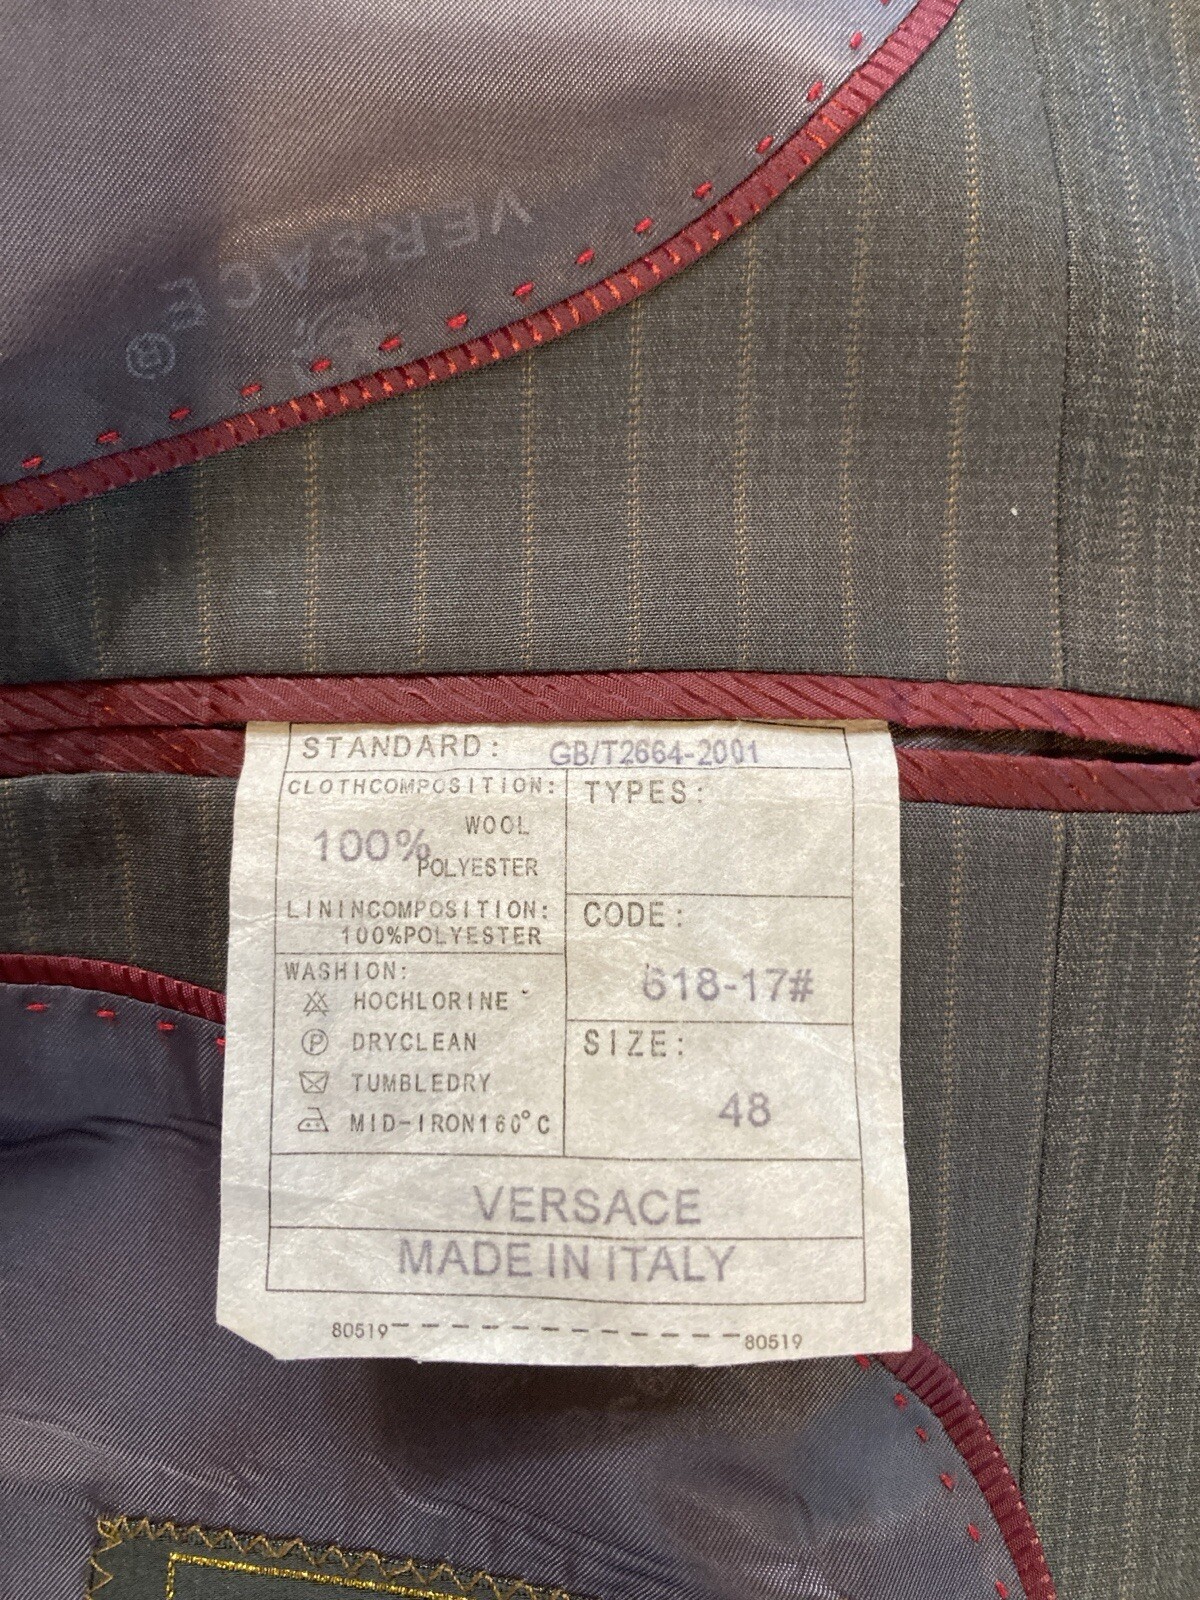 VERSACE®
STANDARD: GB/T2664-2001
CLOTHCOMPOSITION:
100% WOOL
POLYESTER
LININCOMPOSITION:
100%POLYESTER
WASHION:
HOCHLORINE
P DRYCLEAN
TUMBLEDRY
MID-IRON160°C
TYPES:
CODE:
618-17#
SIZE:
48
VERSACE
MADE IN ITALY
80519------------80519